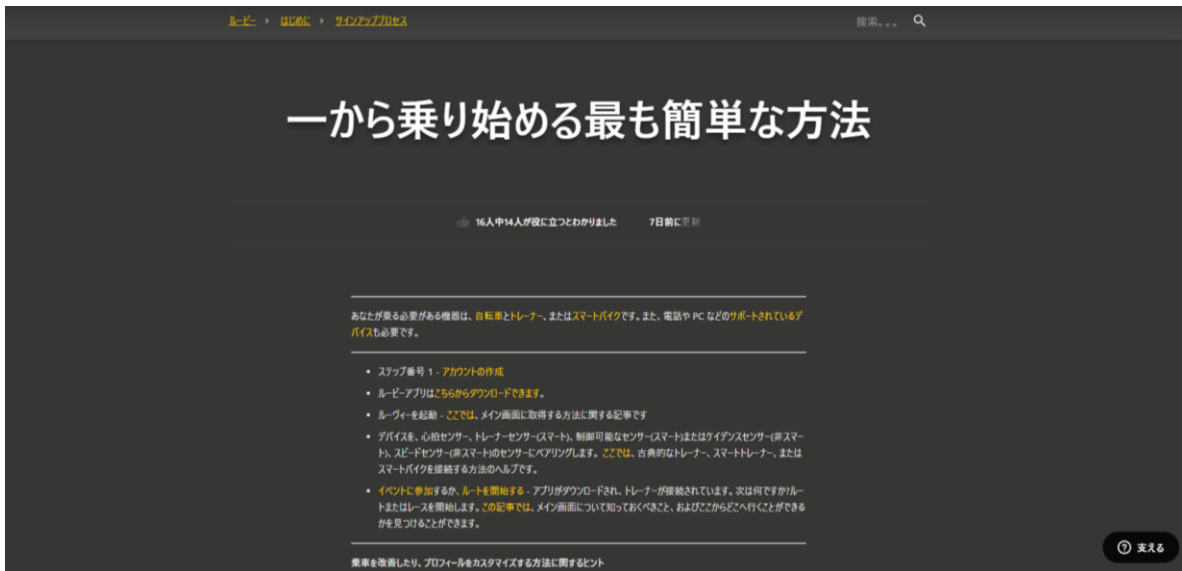 ルービー ▸ はじめに ▸ サインアッププロセス
搜索。。。
一から乗り始める最も簡単な方法
16人中14人が役に立つとわかりました 7日前に更新
あなたが乗る必要がある機器は、自転車とトレーナー、またはスマートバイクです。また、電話や PC などのサポートされているデ
バイスも必要です。
• ステップ番号 1 - アカウントの作成
• ルービーアプリはこちらからダウンロードできます。
• ルーヴィーを起動 - ここでは、メイン画面に取得する方法に関する記事です
• デバイスを、心拍センサー、トレーナーセンサー(スマート)、制御可能なセンサー(スマート)またはケイデンスセンサー(非スマー
ト)、スピードセンサー(非スマート)のセンサーにペアリングします。ここでは、古典的なトレーナー、スマートトレーナー、または
スマートバイクを接続する方法のヘルプです。
• イベントに参加するか、ルートを開始する - アプリがダウンロードされ、トレーナーが接続されています。次は何ですか?ルー
トまたはレースを開始します。この記事では、メイン画面について知っておくべきこと、およびここからどこへ行くことができる
かを見つけることができます。
乗車を改善したり、プロフィールをカスタマイズする方法に関するヒント
支える